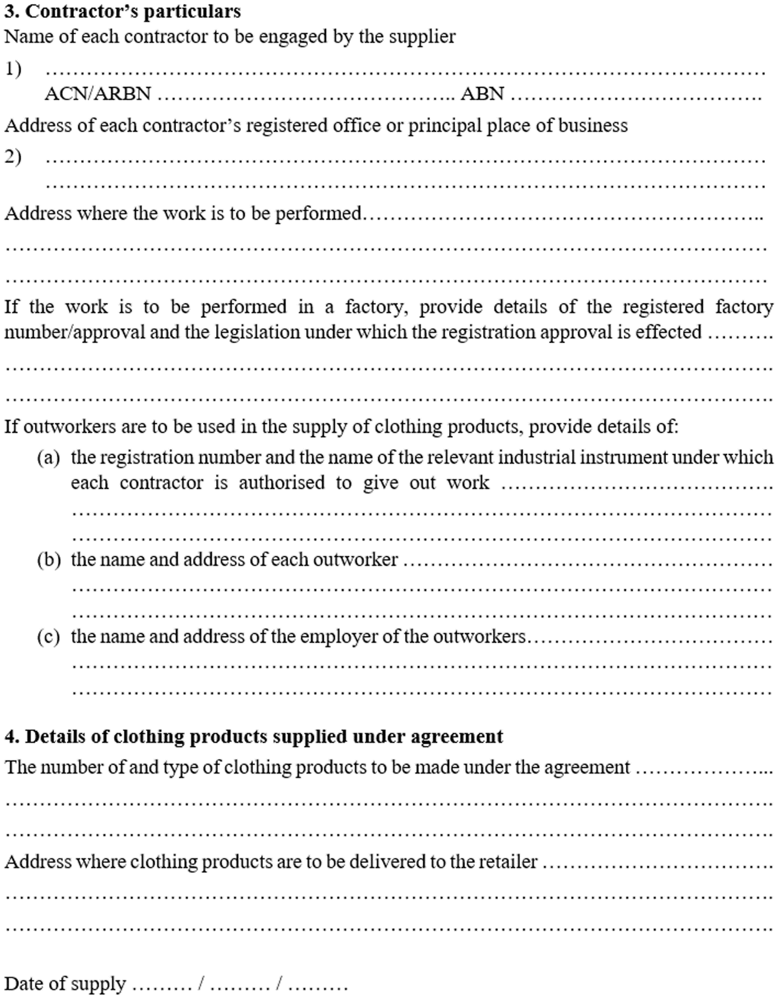 3. Contractor’s particulars
Name of each contractor to be engaged by the supplier
1) ……………………………………………………………………………………………
ACN/ARBN …………………………………….. ABN ……………………………….
Address of each contractor’s registered office or principal place of business
2) ……………………………………………………………………………………………
……………………………………………………………………………………………
Address where the work is to be performed…………………………………………………..
…………………………………………………………………………………………………
…………………………………………………………………………………………………
If the work is to be performed in a factory, provide details of the registered factory
number/approval and the legislation under which the registration approval is effected ……….
………………………………………………………………………………………………….
………………………………………………………………………………………………….
If outworkers are to be used in the supply of clothing products, provide details of:
(a) the registration number and the name of the relevant industrial instrument under which
each contractor is authorised to give out work ………………………………….
…………………………………………………………………………………………
…………………………………………………………………………………………
(b) the name and address of each outworker ………………………………………………
…………………………………………………………………………………………
…………………………………………………………………………………………
(c) the name and address of the employer of the outworkers………………………………
…………………………………………………………………………………………
…………………………………………………………………………………………
4. Details of clothing products supplied under agreement
The number of and type of clothing products to be made under the agreement ………………...
………………………………………………………………………………………………….
………………………………………………………………………………………………….
Address where clothing products are to be delivered to the retailer …………………………….
………………………………………………………………………………………………….
………………………………………………………………………………………………….
Date of supply ……… / ……… / ………